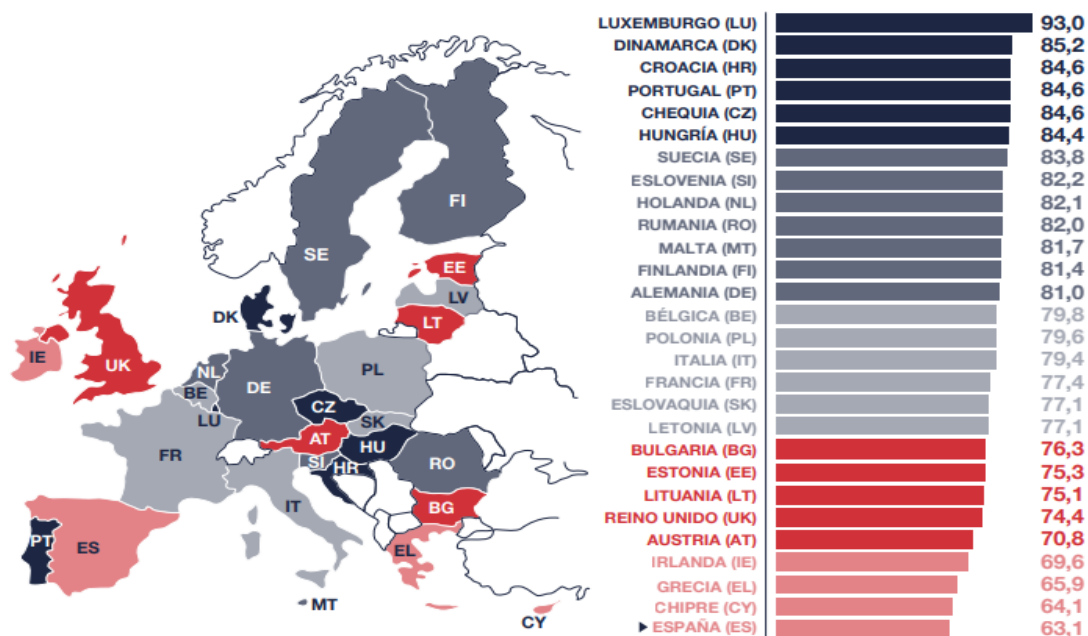 LUXEMBURGO (LU) 93,0
DINAMARCA (DK) 85,2
CROACIA (HR) 84,6
PORTUGAL (PT) 84,6
CHEQUIA (CZ) 84,6
HUNGRÍA (HU) 84,4
SUECIA (SE) 83,8
ESLOVENIA (SI) 82,2
HOLANDA (NL) 82,1
RUMANIA (RO) 82,0
MALTA (MT) 81,7
FINLANDIA (FI) 81,4
ALEMANIA (DE) 81,0
BÉLGICA (BE) 79,8
POLONIA (PL) 79,6
ITALIA (IT) 79,4
FRANCIA (FR) 77,4
ESLOVAQUIA (SK) 77,1
LETONIA (LV) 77,1
BULGARIA (BG) 76,3
ESTONIA (EE) 75,3
LITUANIA (LT) 75,1
REINO UNIDO (UK) 74,4
AUSTRIA (AT) 70,8
IRLANDA (IE) 69,6
GRECIA (EL) 65,9
CHIPRE (CY) 64,1
ESPAÑA (ES) 63,1
FI
SE
EE
LV
DK
LT
IE
UK
NL
PL
DE
BE
CZ
LU
SK
AT
HU
FR
SI
HR
RO
IT
BG
PT
ES
EL
MT
CY